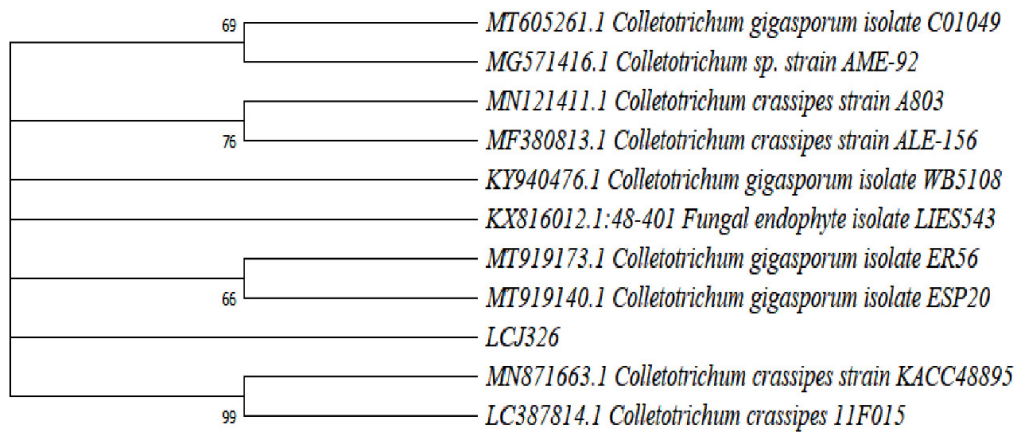 69
MT605261.1 Colletotrichum gigasporum isolate C01049
MG571416.1 Colletotrichum sp. strain AME-92
MN121411.1 Colletotrichum crassipes strain A803
76
MF380813.1 Colletotrichum crassipes strain ALE-156
KY940476.1 Colletotrichum gigasporum isolate WB5108
KX816012.1:48-401 Fungal endophyte isolate LIES543
MT919173.1 Colletotrichum gigasporum isolate ER56
66
MT919140.1 Colletotrichum gigasporum isolate ESP20
LCJ326
MN871663.1 Colletotrichum crassipes strain KACC48895
99
LC387814.1 Colletotrichum crassipes 11F015